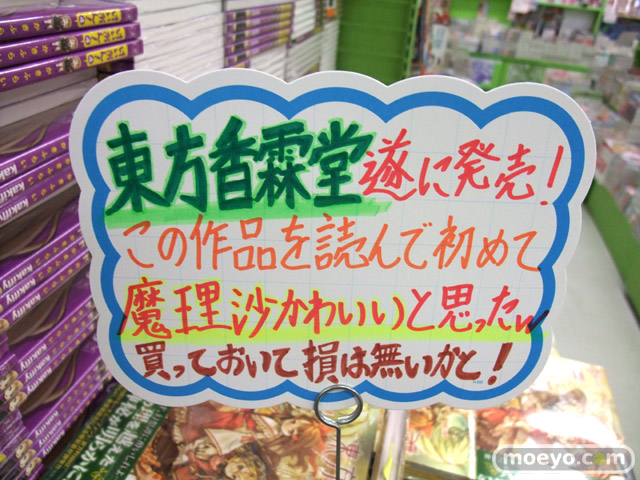 東方香霖堂遂に発売!
この作品を読んで初めて
魔理沙かわいいと思ったw
買っておいて損は無いかと!
kakifly
moeyo.com